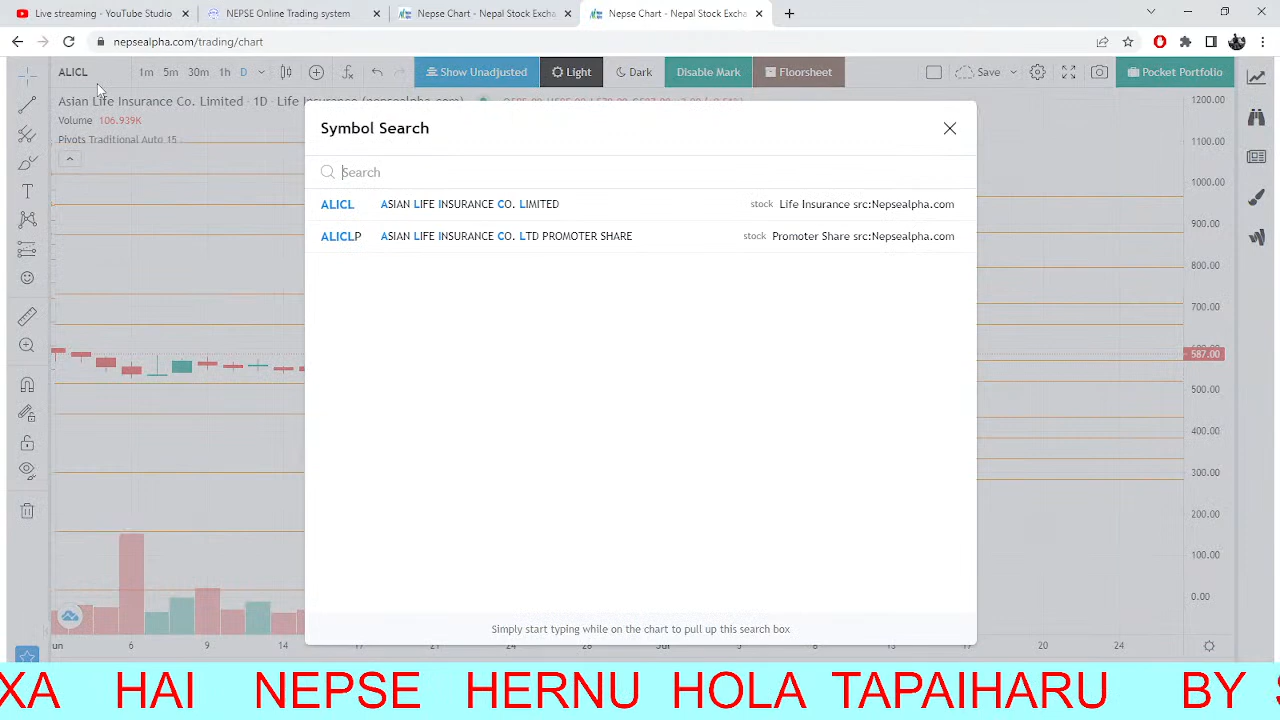 Live streaming - YouTube Studio
NEPSE Online Trading system
Nepse Chart - Nepal Stock Excha
Nepse Chart - Nepal Stock Excha
nepsealpha.com/trading/chart
ALICL 1m 5m 30m 1h D Show Unadjusted Light Dark Disable Mark Floorsheet Save Pocket Portfolio
Asian Life Insurance Co. Limited · 1D · Life Insurance (nepsealpha.com)
Volume 106.939K
Pivots Traditional Auto 15
Symbol Search
Search
ALICL ASIAN LIFE INSURANCE CO. LIMITED stock Life Insurance src:Nepsealpha.com
ALICLP ASIAN LIFE INSURANCE CO. LTD PROMOTER SHARE stock Promoter Share src:Nepsealpha.com
Simply start typing while on the chart to pull up this search box
1200.00
1100.00
1000.00
900.00
800.00
700.00
587.00
500.00
400.00
300.00
200.00
100.00
0.00
6 9 14 20 24
XA HAI NEPSE HERNU HOLA TAPAIHARU BY